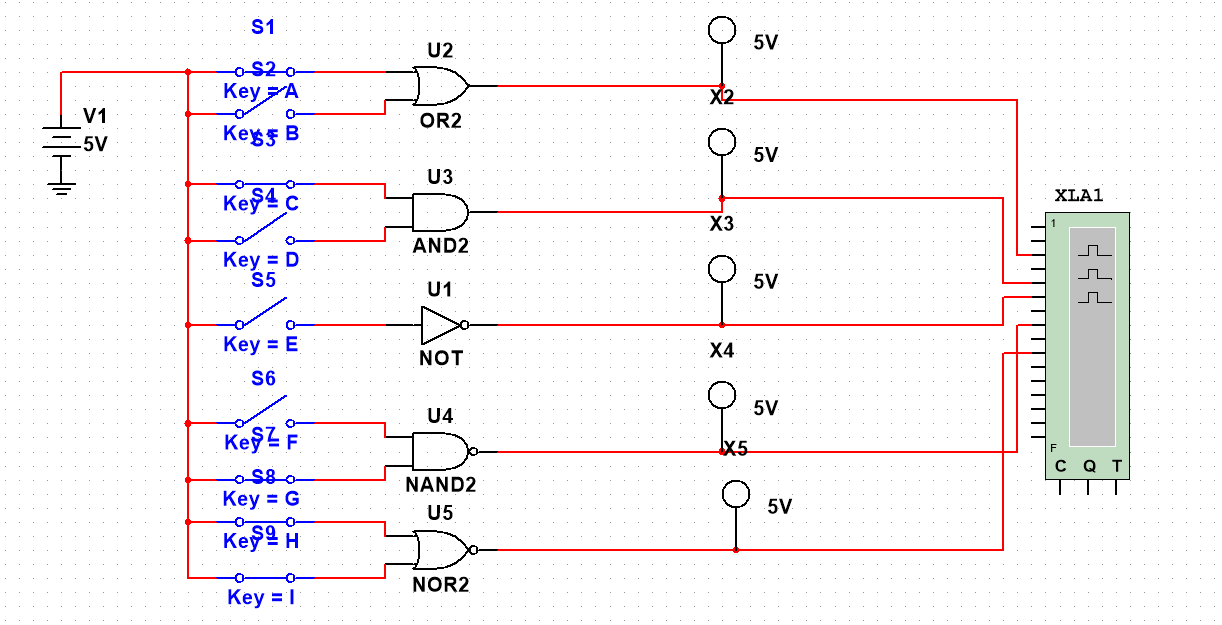 S1
S2
Key = A
Key = B
S3
V1
5V
U2
OR2
5V
X2
5V
S4
Key = C
Key = D
U3
AND2
X3
XLA1
1
S5
Key = E
U1
NOT
5V
X4
S6
Key = F
S7
U4
NAND2
5V
X5
F
C Q T
S8
Key = G
S9
Key = H
Key = I
U5
NOR2
5V